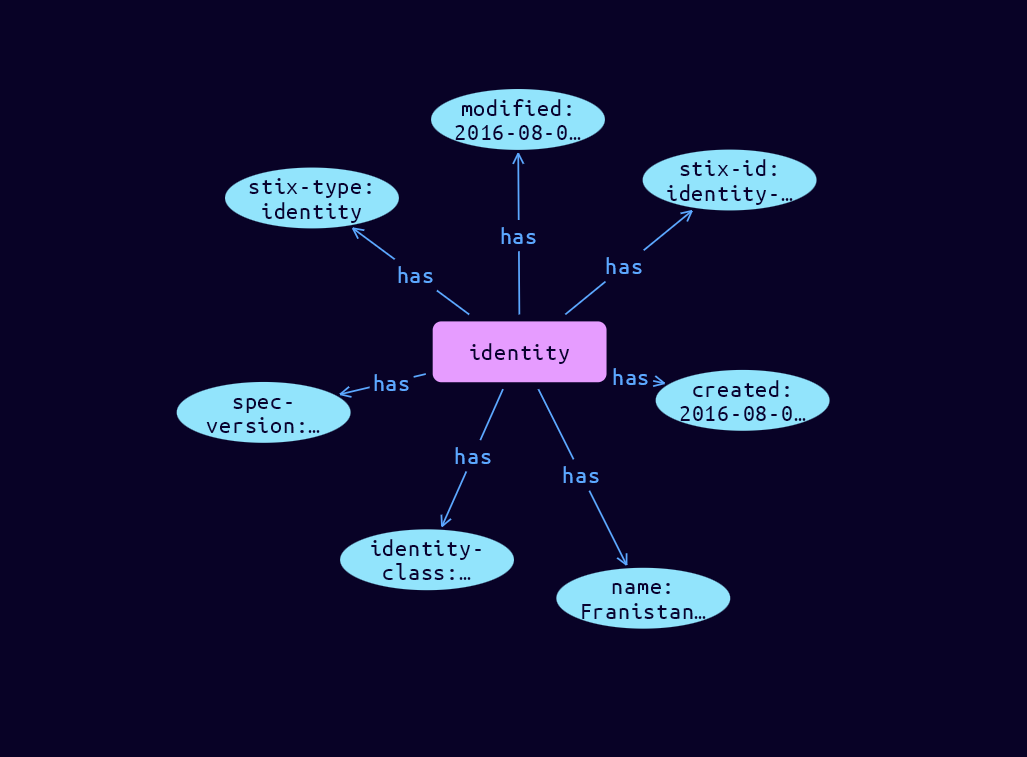 modified:
2016-08-0…
stix-id:
identity-…
stix-type:
identity
has
has
has
identity
has
has
created:
2016-08-0…
spec-
version:…
has
has
identity-
class:…
name:
Franistan…